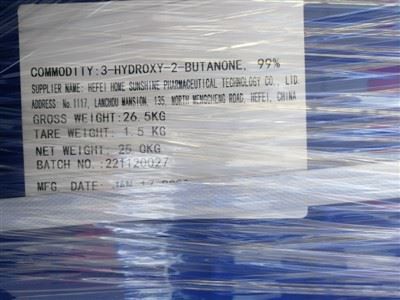 COMMODITY:3-HYDROXY-2-BUTANONE, 99%
SUPPLIER NAME: HEFEI HOME SUNSHINE PHARMACEUTICAL TECHNOLOGY CO., LTD.
ADDRESS No.1117, LANCHOU MANSION, 135, NORTH MENGCHENG ROAD, HEFEI, CHINA
GROSS WEIGHT:26.5KG
TARE WEIGHT: 1.5 KG
NET WEIGHT: 25.0KG
BATCH NO.:221120027
MFG. DATE: JAN